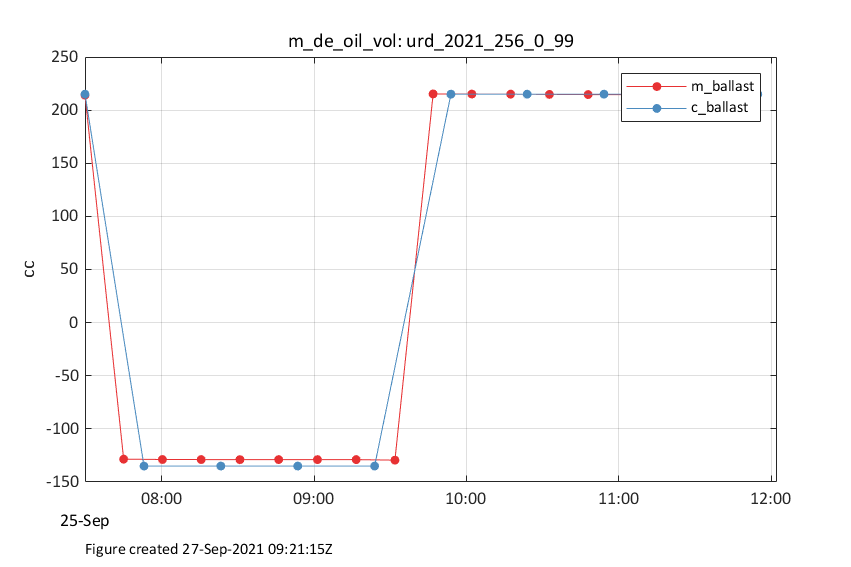 m_de_oil_vol: urd_2021_256_0_99
250
200
150
100
50
0
-50
-100
-150
cc
m_ballast
c_ballast
08:00 09:00 10:00 11:00 12:00
25-Sep
Figure created 27-Sep-2021 09:21:15Z